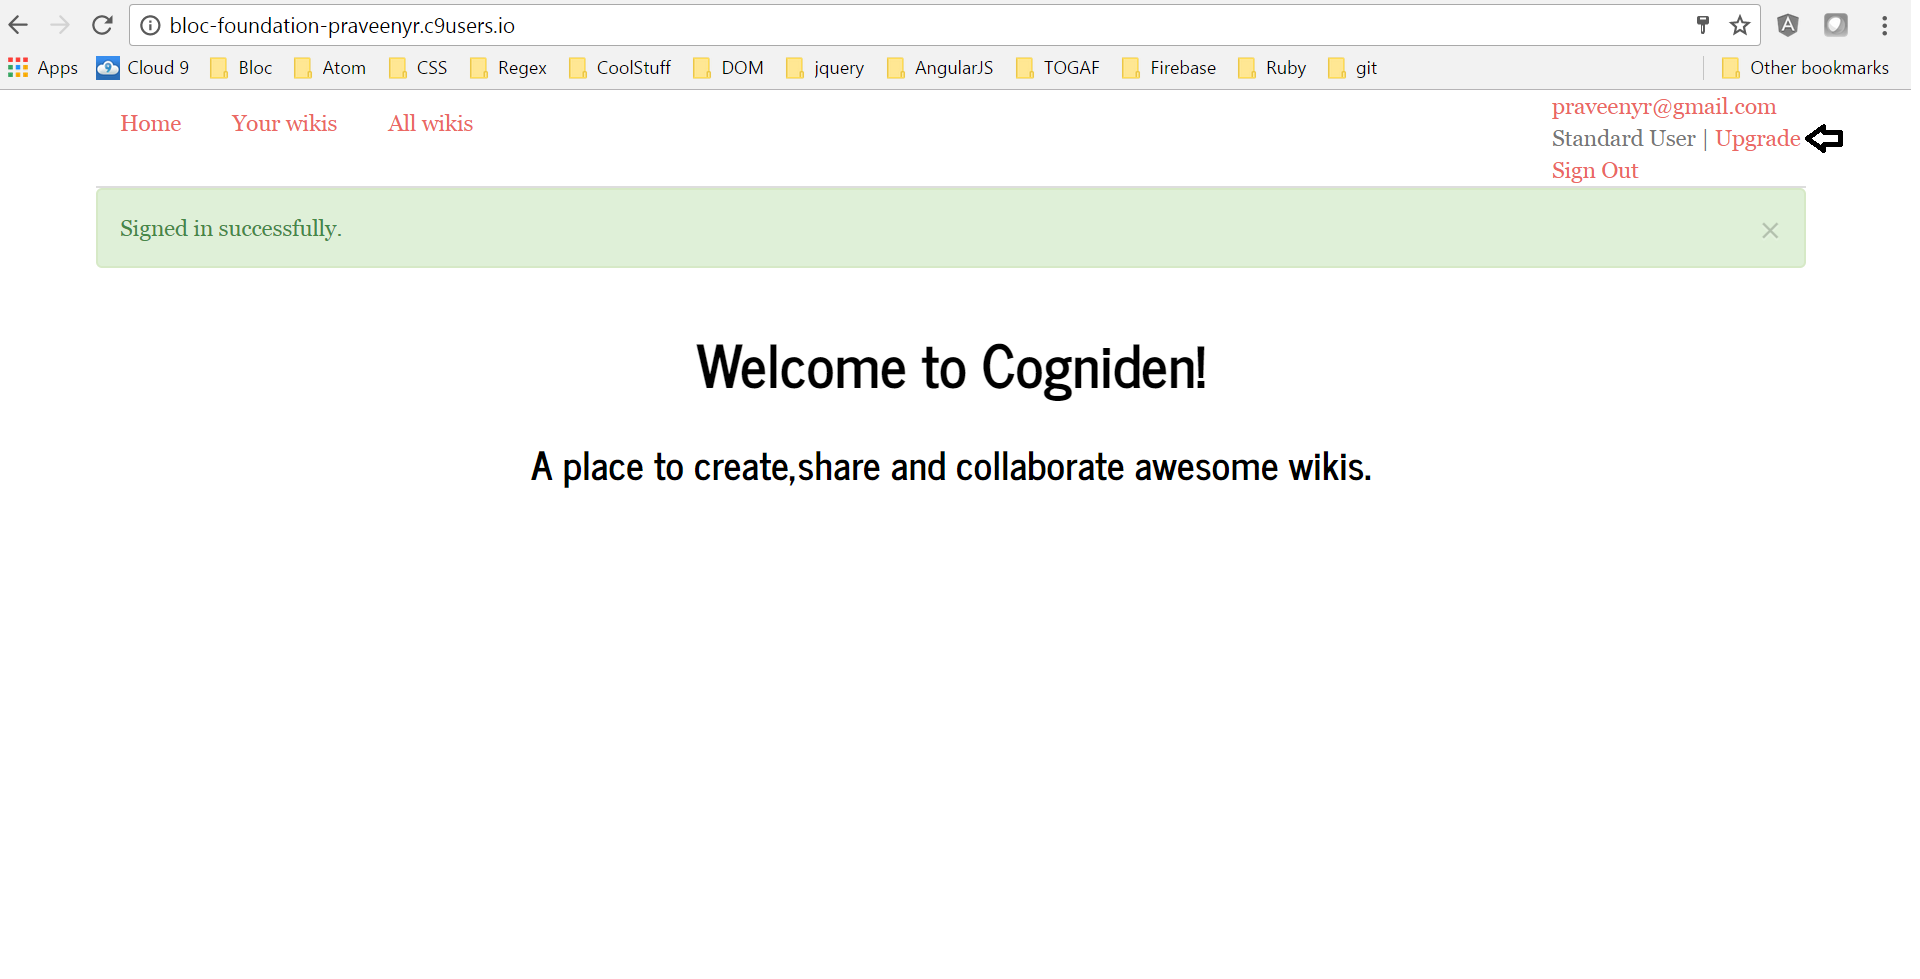 bloc-foundation-praveenyr.c9users.io
Apps Cloud 9 Bloc Atom CSS Regex CoolStuff DOM jquery AngularJS TOGAF Firebase Ruby git Other bookmarks
Home Your wikis All wikis
praveenyr@gmail.com
Standard User | Upgrade
Sign Out
Signed in successfully. ×
Welcome to Cogniden!
A place to create,share and collaborate awesome wikis.